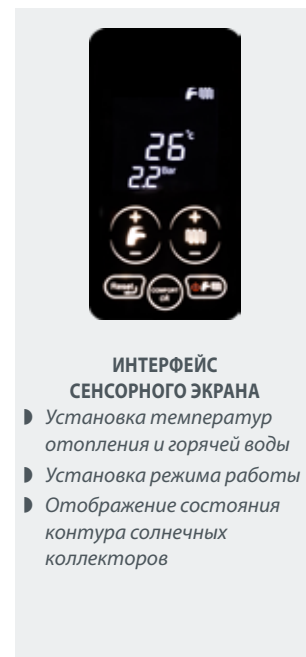 26 °c
2.2 Bar
+ +
- -
Reset COMFORT
ИНТЕРФЕЙС
СЕНСОРНОГО ЭКРАНА
Установка температур
отопления и горячей воды
Установка режима работы
Отображение состояния
контура солнечных
коллекторов